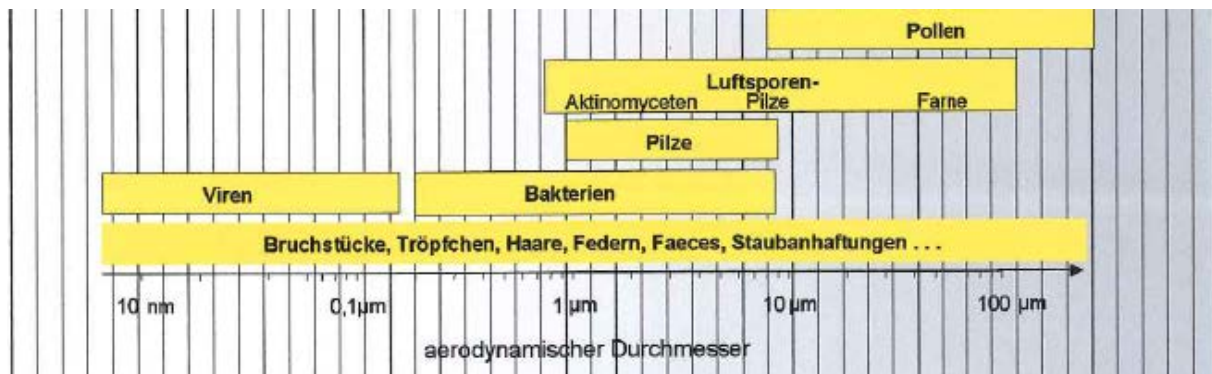 Pollen
Luftsporen-
Aktinomyceten Pilze Farne
Pilze
Viren Bakterien
Bruchstücke, Tröpfchen, Haare, Federn, Faeces, Staubanhaftungen . . .
10 nm 0,1µm 1 µm 10 µm 100 µm
aerodynamischer Durchmesser